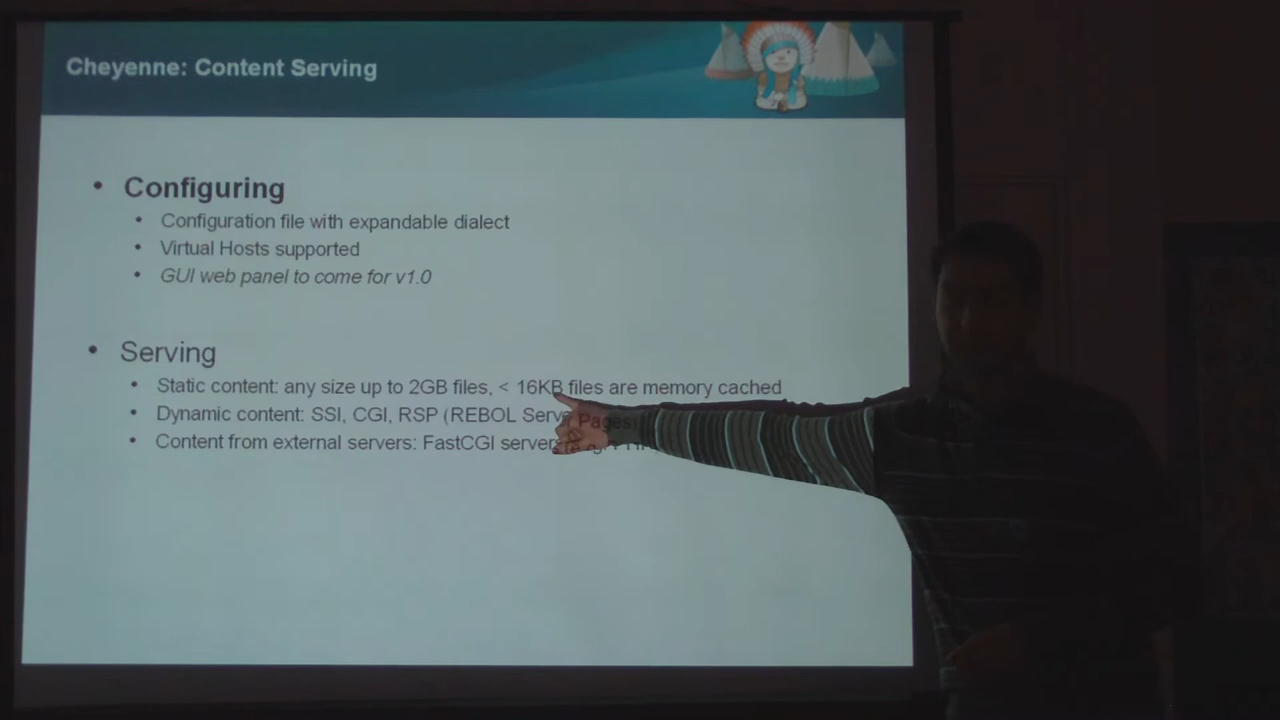 Cheyenne: Content Serving
• Configuring
• Configuration file with expandable dialect
• Virtual Hosts supported
• GUI web panel to come for v1.0
• Serving
• Static content: any size up to 2GB files, < 16KB files are memory cached
• Dynamic content: SSI, CGI, RSP (REBOL Serve Pages)
• Content from external servers: FastCGI servers